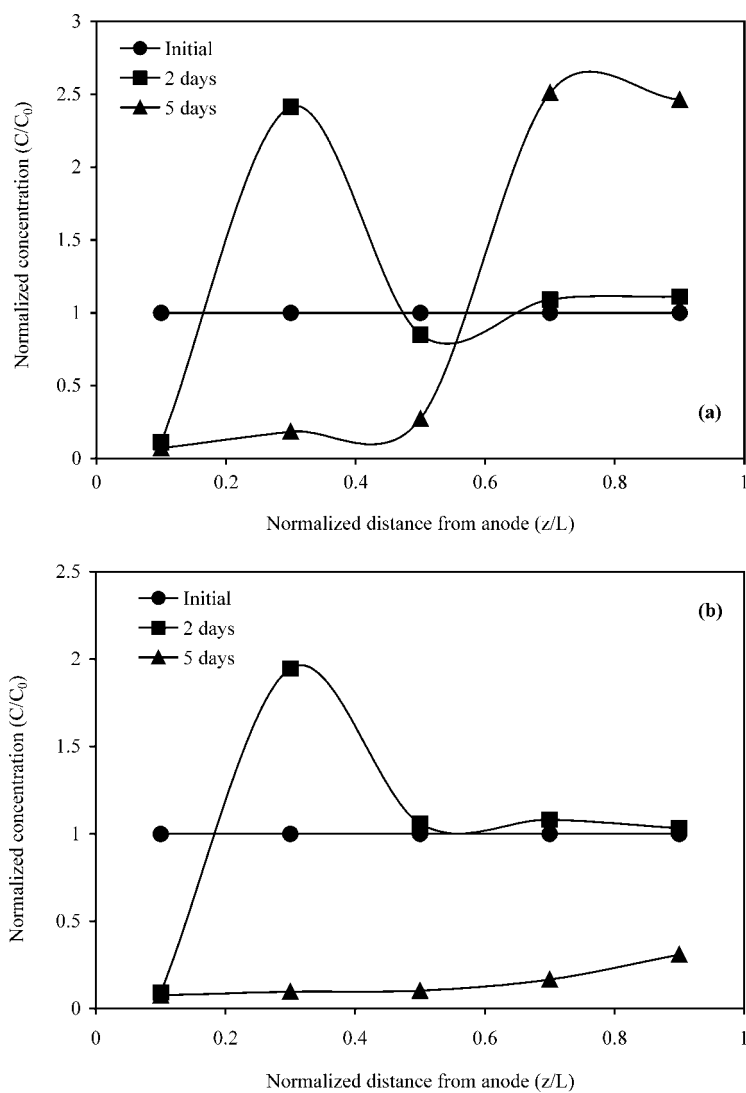 Normalized concentration (C/C₀)
3
2.5
2
1.5
1
0.5
0
Initial
2 days
5 days
(a)
0 0.2 0.4 0.6 0.8 1
Normalized distance from anode (z/L)
Normalized concentration (C/C₀)
2.5
2
1.5
1
0.5
0
Initial
2 days
5 days
(b)
0 0.2 0.4 0.6 0.8 1
Normalized distance from anode (z/L)